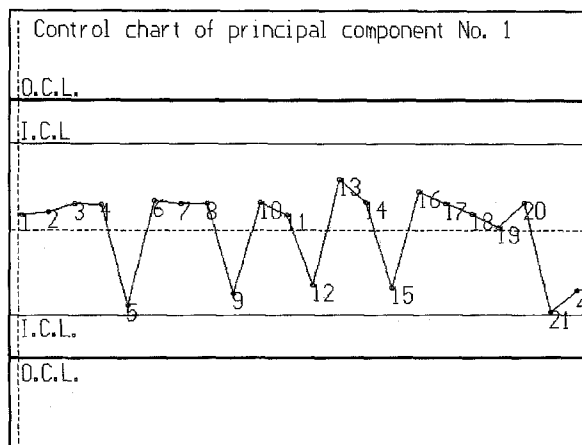 Control chart of principal component No. 1
O.C.L.
I.C.L
1 2 3 4 5 6 7 8 9 10 11 12 13 14 15 16 17 18 19 20 21
I.C.L.
O.C.L.